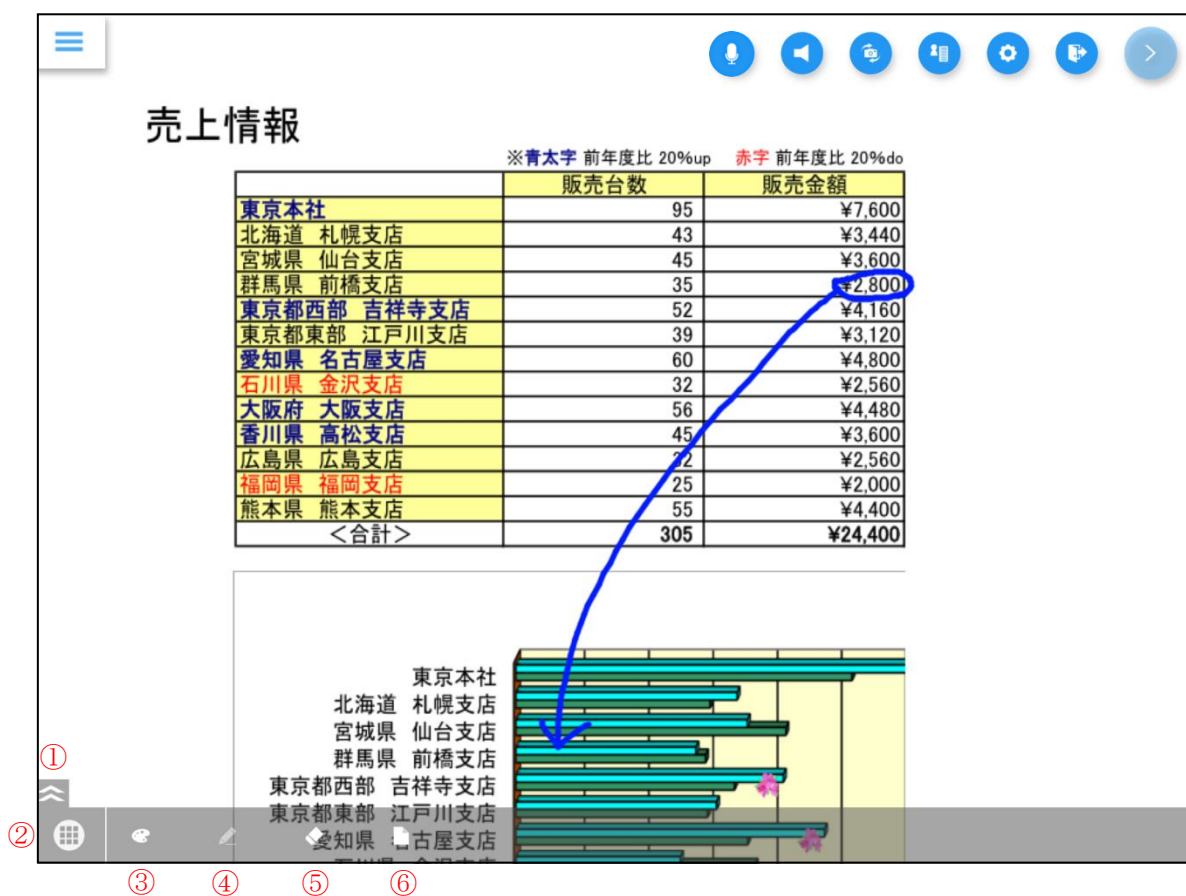 売上情報
※青太字 前年度比 20%up 赤字 前年度比 20%do
販売台数 販売金額
東京本社 95 ¥7,600
北海道 札幌支店 43 ¥3,440
宮城県 仙台支店 45 ¥3,600
群馬県 前橋支店 35 ¥2,800
東京都西部 吉祥寺支店 52 ¥4,160
東京都東部 江戸川支店 39 ¥3,120
愛知県 名古屋支店 60 ¥4,800
石川県 金沢支店 32 ¥2,560
大阪府 大阪支店 56 ¥4,480
香川県 高松支店 45 ¥3,600
広島県 広島支店 32 ¥2,560
福岡県 福岡支店 25 ¥2,000
熊本県 熊本支店 55 ¥4,400
＜合計＞ 305 ¥24,400
東京本社
北海道 札幌支店
宮城県 仙台支店
群馬県 前橋支店
①
東京都西部 吉祥寺支店
東京都東部 江戸川支店
② 愛知県 名古屋支店
③ ④ ⑤ ⑥